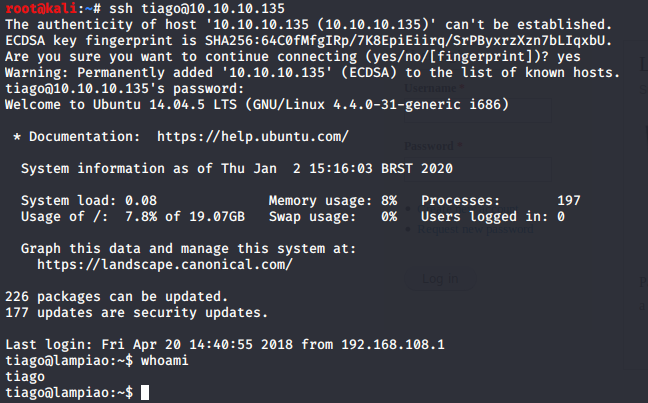 root@kali:~# ssh tiago@10.10.10.135
The authenticity of host '10.10.10.135 (10.10.10.135)' can't be established.
ECDSA key fingerprint is SHA256:64C0fMfgIRp/7K8EpiEiirq/SrPByxrzXzn7bLIqxbU.
Are you sure you want to continue connecting (yes/no/[fingerprint])? yes
Warning: Permanently added '10.10.10.135' (ECDSA) to the list of known hosts.
tiago@10.10.10.135's password:
Welcome to Ubuntu 14.04.5 LTS (GNU/Linux 4.4.0-31-generic i686)
* Documentation: https://help.ubuntu.com/
System information as of Thu Jan 2 15:16:03 BRST 2020
System load: 0.08 Memory usage: 8% Processes: 197
Usage of /: 7.8% of 19.07GB Swap usage: 0% Users logged in: 0
Graph this data and manage this system at:
https://landscape.canonical.com/
226 packages can be updated.
177 updates are security updates.
Last login: Fri Apr 20 14:40:55 2018 from 192.168.108.1
tiago@lampiao:~$ whoami
tiago
tiago@lampiao:~$
Username *
Password *
Request new password
Log in